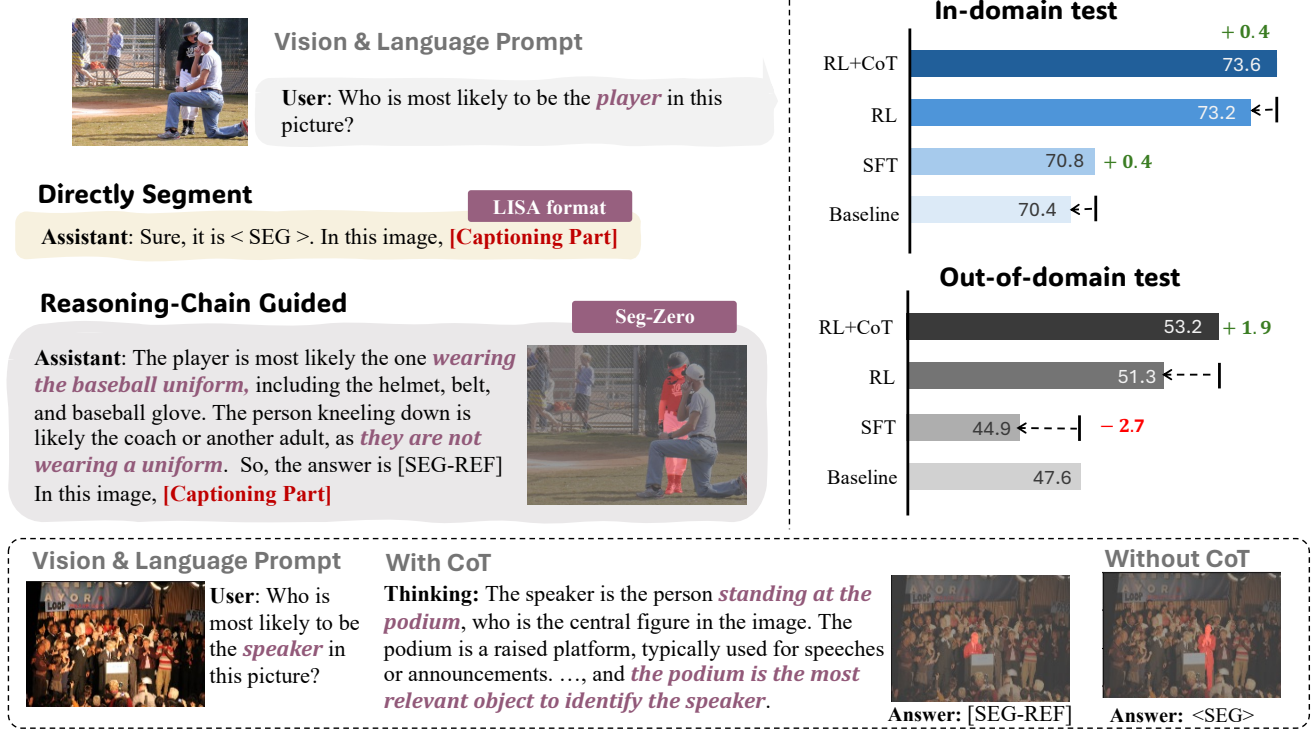 Vision & Language Prompt
User: Who is most likely to be the player in this
picture?
Directly Segment
LISA format
Assistant: Sure, it is < SEG >. In this image, [Captioning Part]
Reasoning-Chain Guided
Seg-Zero
Assistant: The player is most likely the one wearing
the baseball uniform, including the helmet, belt,
and baseball glove. The person kneeling down is
likely the coach or another adult, as they are not
wearing a uniform. So, the answer is [SEG-REF]
In this image, [Captioning Part]
In-domain test
+ 0.4
RL+CoT 73.6
RL 73.2
SFT 70.8 + 0.4
Baseline 70.4
Out-of-domain test
RL+CoT 53.2 + 1.9
RL 51.3
SFT 44.9 − 2.7
Baseline 47.6
Vision & Language Prompt
AYOR
LOOP
User: Who is
most likely to be
the speaker in
this picture?
With CoT
Thinking: The speaker is the person standing at the
podium, who is the central figure in the image. The
podium is a raised platform, typically used for speeches
or announcements. …, and the podium is the most
relevant object to identify the speaker.
Answer: [SEG-REF]
Without CoT
Answer: <SEG>